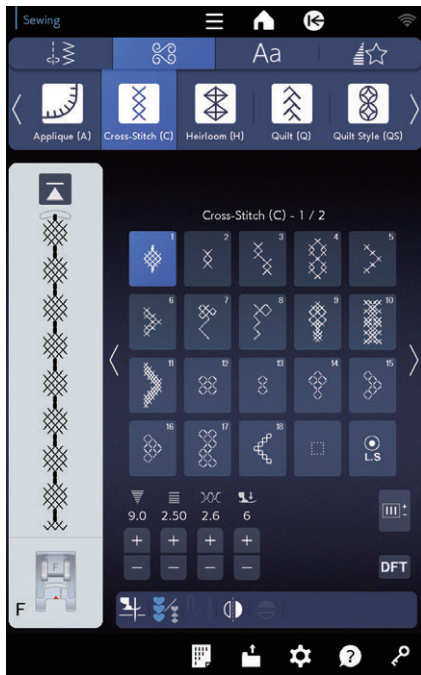 Sewing
Aa
Applique (A) Cross-Stitch (C) Heirloom (H) Quilt (Q) Quilt Style (QS)
Cross-Stitch (C) - 1 / 2
1 2 3 4 5
6 7 8 9 10
11 12 13 14 15
16 17 18 L.S
9.0 2.50 2.6 6
+ + +
- - -
DFT
F
F
?